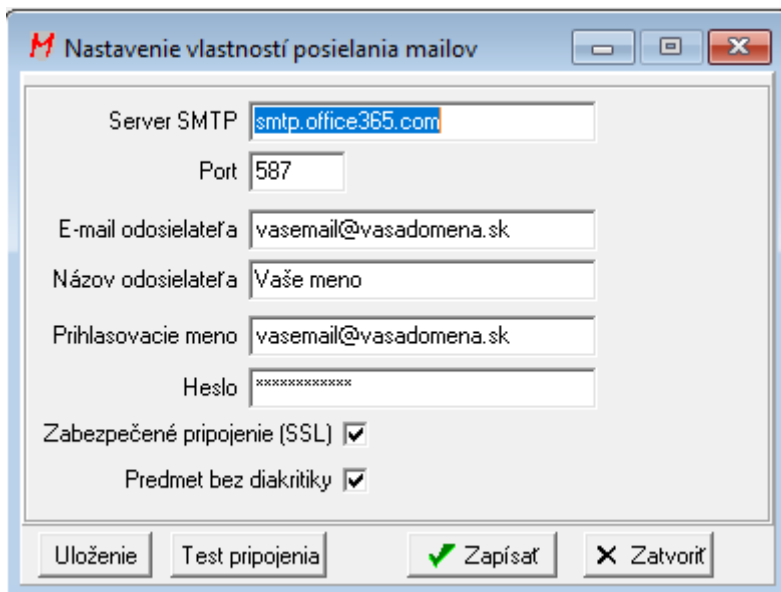 M Nastavenie vlastností posielania mailov
Server SMTP smtp.office365.com
Port 587
E-mail odosielateľa vasemail@vasadomena.sk
Názov odosielateľa Vaše meno
Prihlasovacie meno vasemail@vasadomena.sk
Heslo ************
Zabezpečené pripojenie (SSL)
Predmet bez diakritiky
Uloženie Test pripojenia Zapísať Zatvoriť